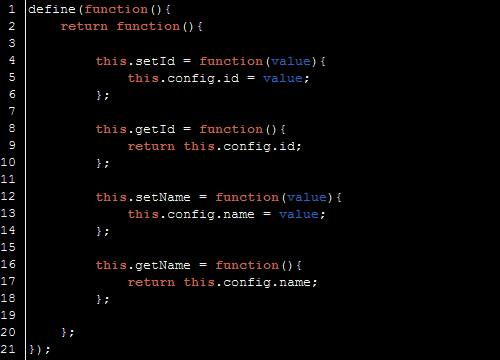 1 define(function(){
2     return function(){
3
4         this.setId = function(value){
5             this.config.id = value;
6         };
7
8         this.getId = function(){
9             return this.config.id;
10         };
11
12         this.setName = function(value){
13             this.config.name = value;
14         };
15
16         this.getName = function(){
17             return this.config.name;
18         };
19
20     };
21 });